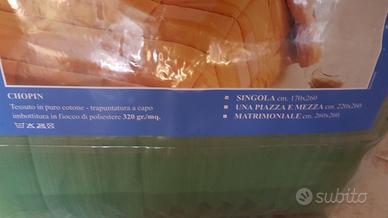 CHOPIN
Tessuto in puro cotone - trapuntatura a capo
imbottitura in fiocco di poliestere 320 gr./mq.
SINGOLA cm. 170x260
UNA PIAZZA E MEZZA cm. 220x260
MATRIMONIALE cm. 260x260
subito